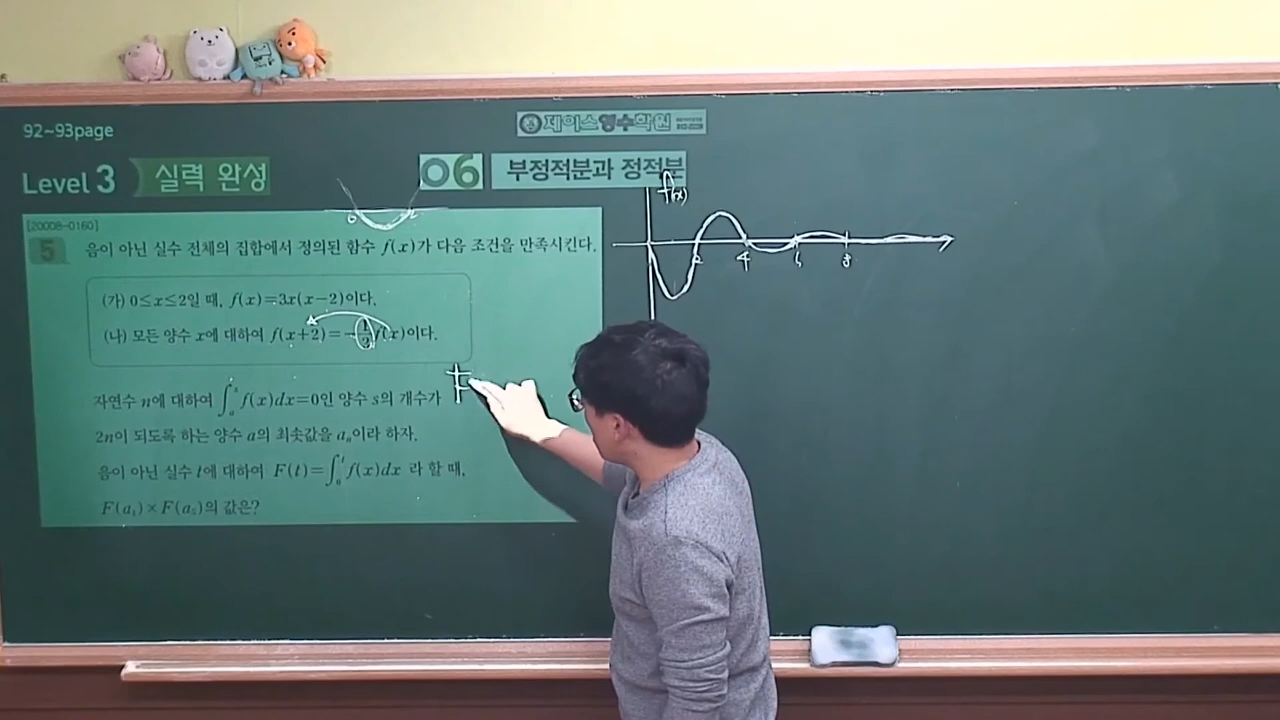 92~93page
제이스영수학원
Level 3 실력 완성
06 부정적분과 정적분
[20008-0160]
5 음이 아닌 실수 전체의 집합에서 정의된 함수 f(x)가 다음 조건을 만족시킨다.
(가) 0≤x≤2일 때, f(x)=3x(x-2)이다.
(나) 모든 양수 x에 대하여 f(x+2)=-1/2f(x)이다.
자연수 n에 대하여 ∫ₐˢ f(x)dx=0인 양수 s의 개수가
2n이 되도록 하는 양수 a의 최솟값을 aₙ이라 하자.
음이 아닌 실수 t에 대하여 F(t)=∫₀ᵗ f(x)dx 라 할 때,
F(a₁)×F(a₂)의 값은?
0 2
f(x)
2 4 6 8
F